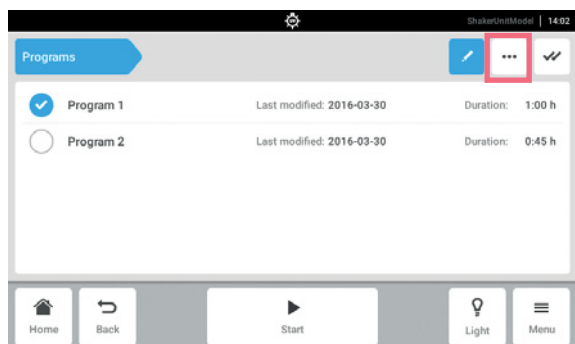 ShakerUnitModel | 14:02
Programs
Program 1 Last modified: 2016-03-30 Duration: 1:00 h
Program 2 Last modified: 2016-03-30 Duration: 0:45 h
Home Back Start Light Menu